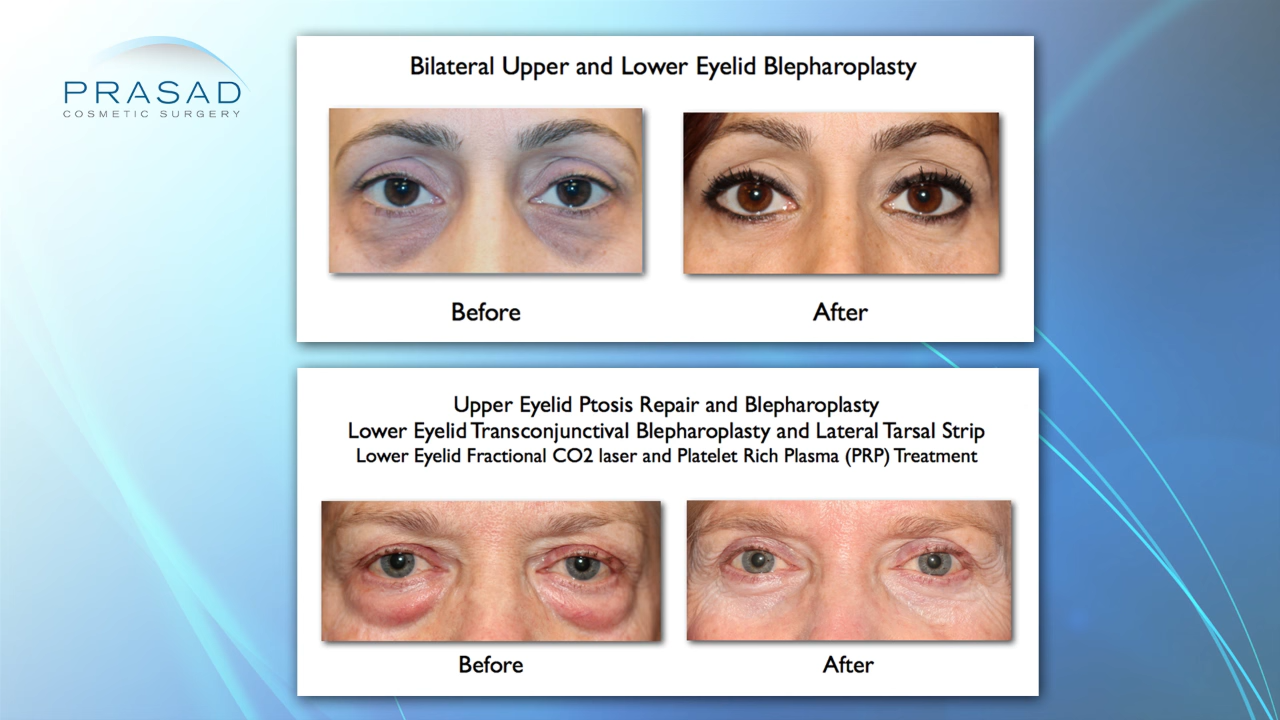 PRASAD
COSMETIC SURGERY
Bilateral Upper and Lower Eyelid Blepharoplasty
Before
After
Upper Eyelid Ptosis Repair and Blepharoplasty
Lower Eyelid Transconjunctival Blepharoplasty and Lateral Tarsal Strip
Lower Eyelid Fractional CO2 laser and Platelet Rich Plasma (PRP) Treatment
Before
After